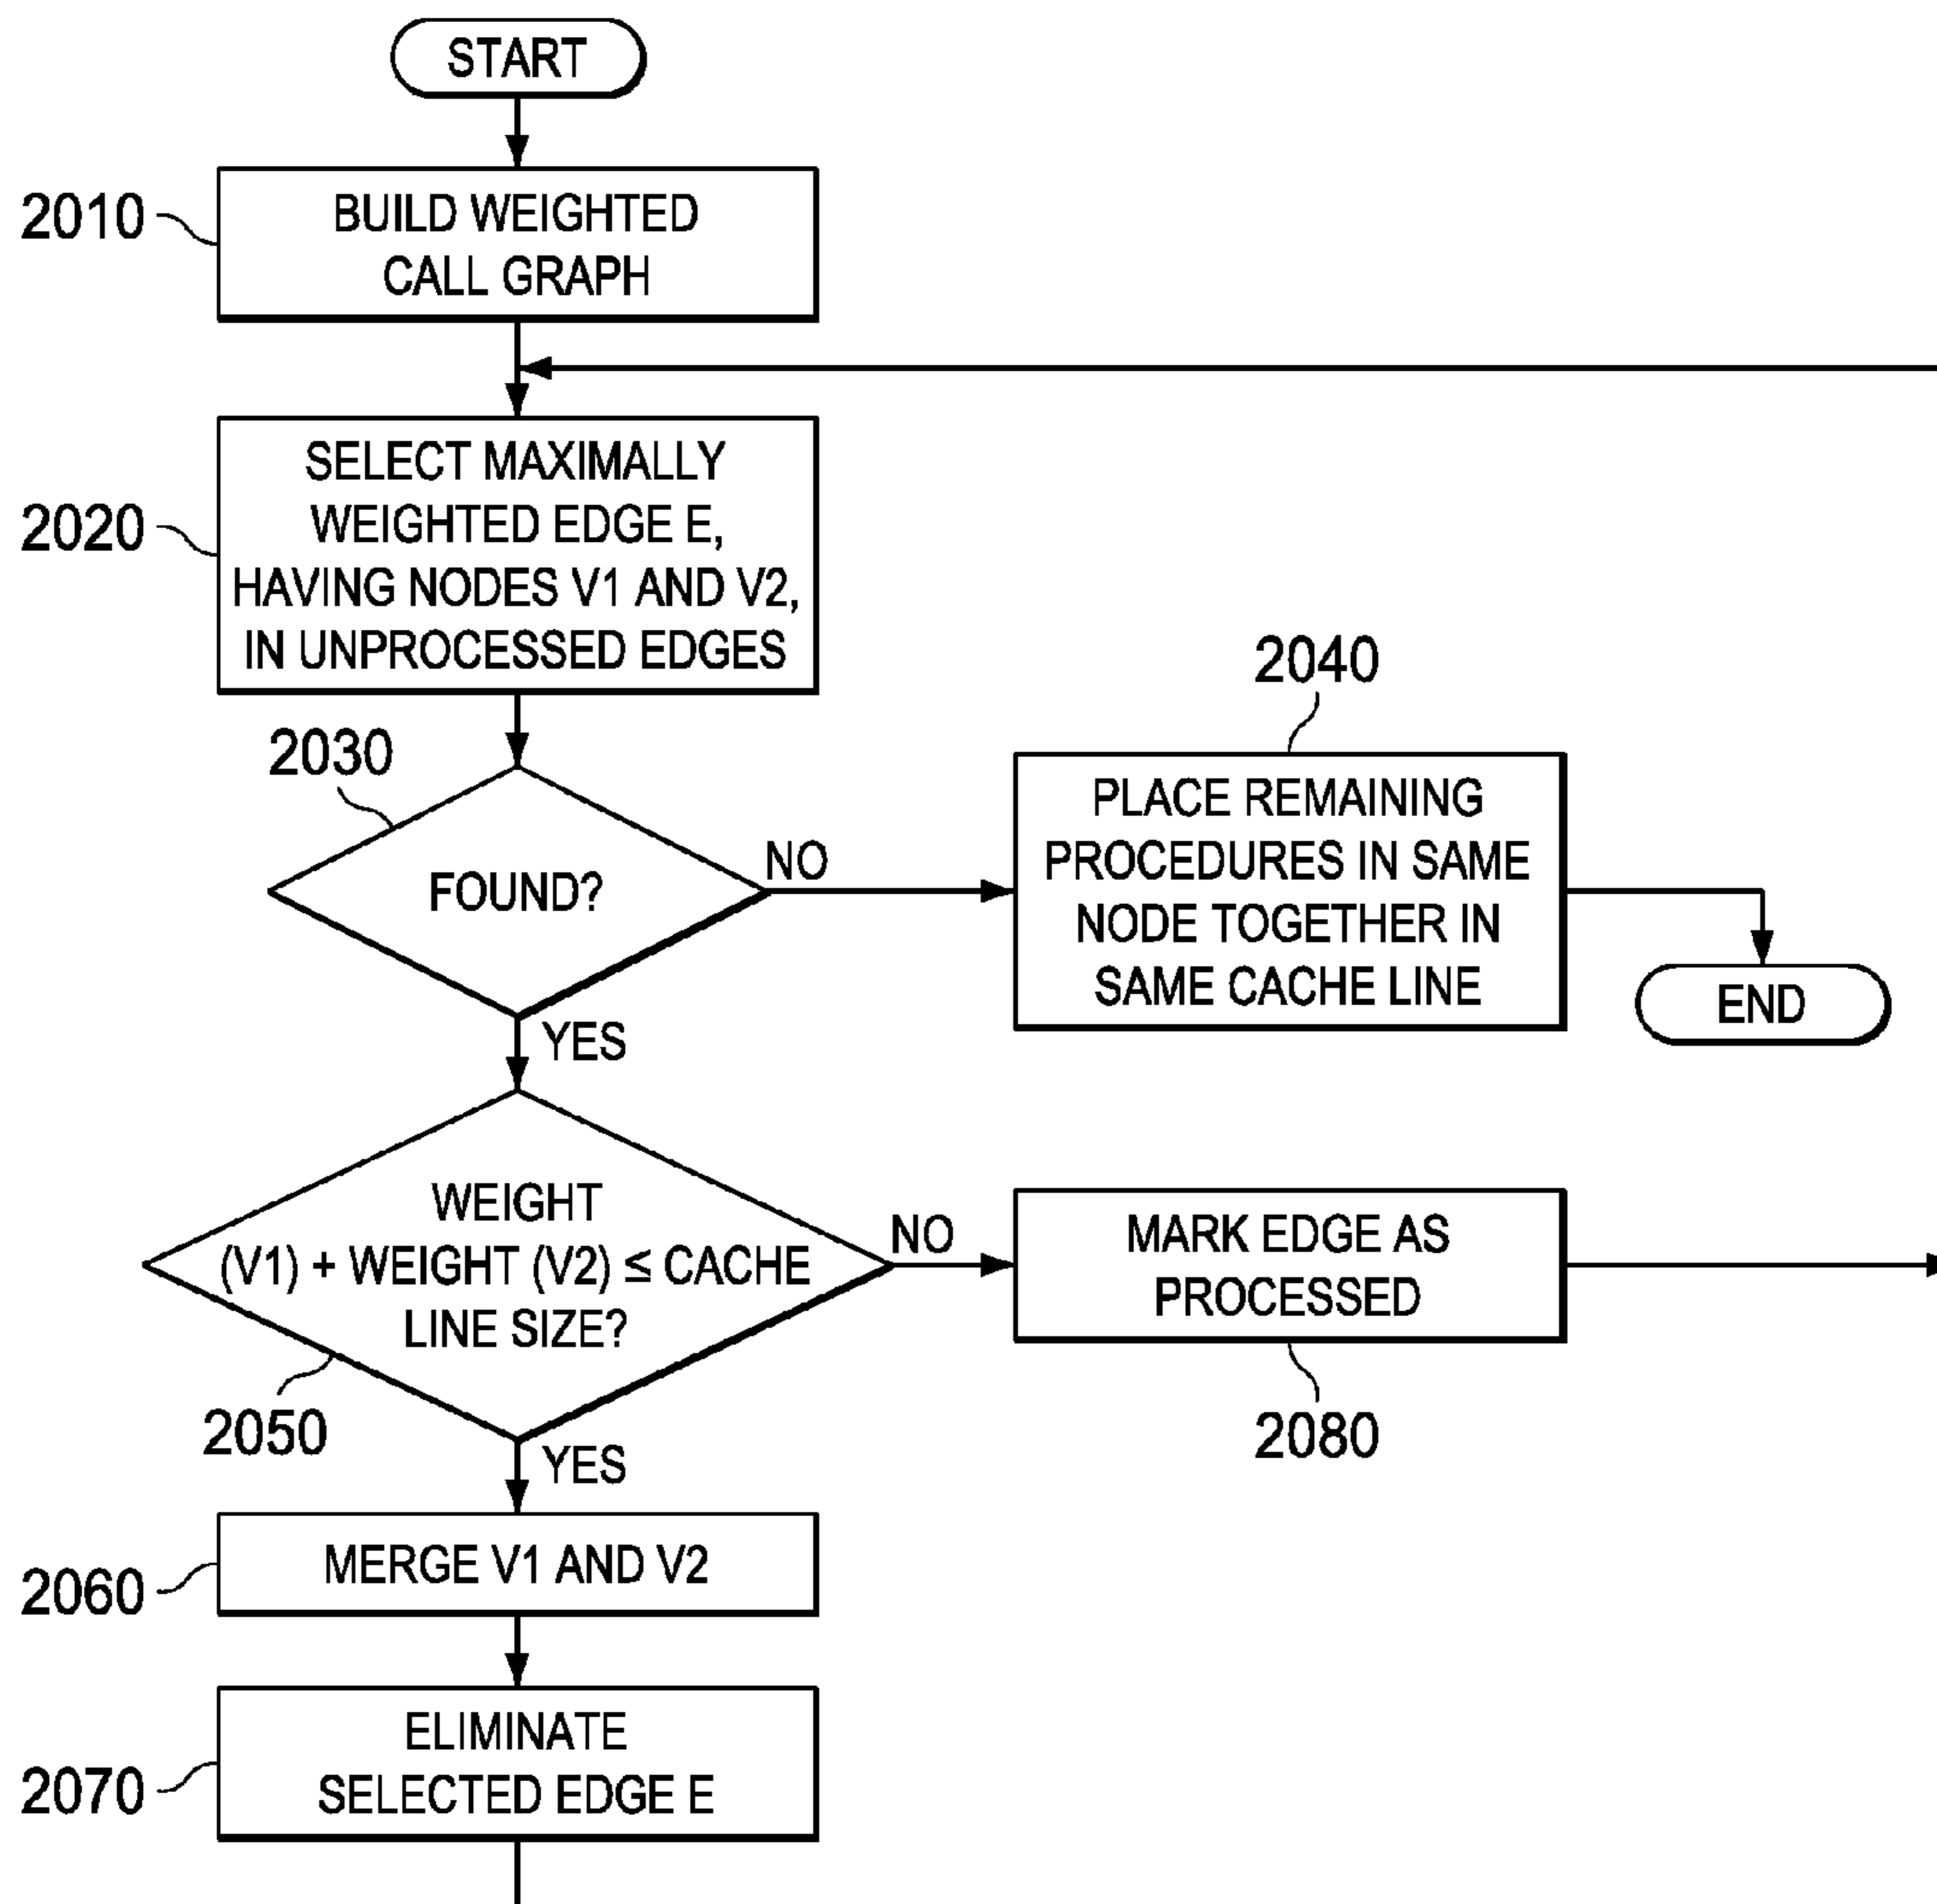 START
2010
BUILD WEIGHTED
CALL GRAPH
2020
SELECT MAXIMALLY
WEIGHTED EDGE E,
HAVING NODES V1 AND V2,
IN UNPROCESSED EDGES
2030
FOUND?
NO
YES
2040
PLACE REMAINING
PROCEDURES IN SAME
NODE TOGETHER IN
SAME CACHE LINE
END
WEIGHT
(V1) + WEIGHT (V2) ≤ CACHE
LINE SIZE?
2050
NO
YES
MARK EDGE AS
PROCESSED
2080
2060
MERGE V1 AND V2
2070
ELIMINATE
SELECTED EDGE E